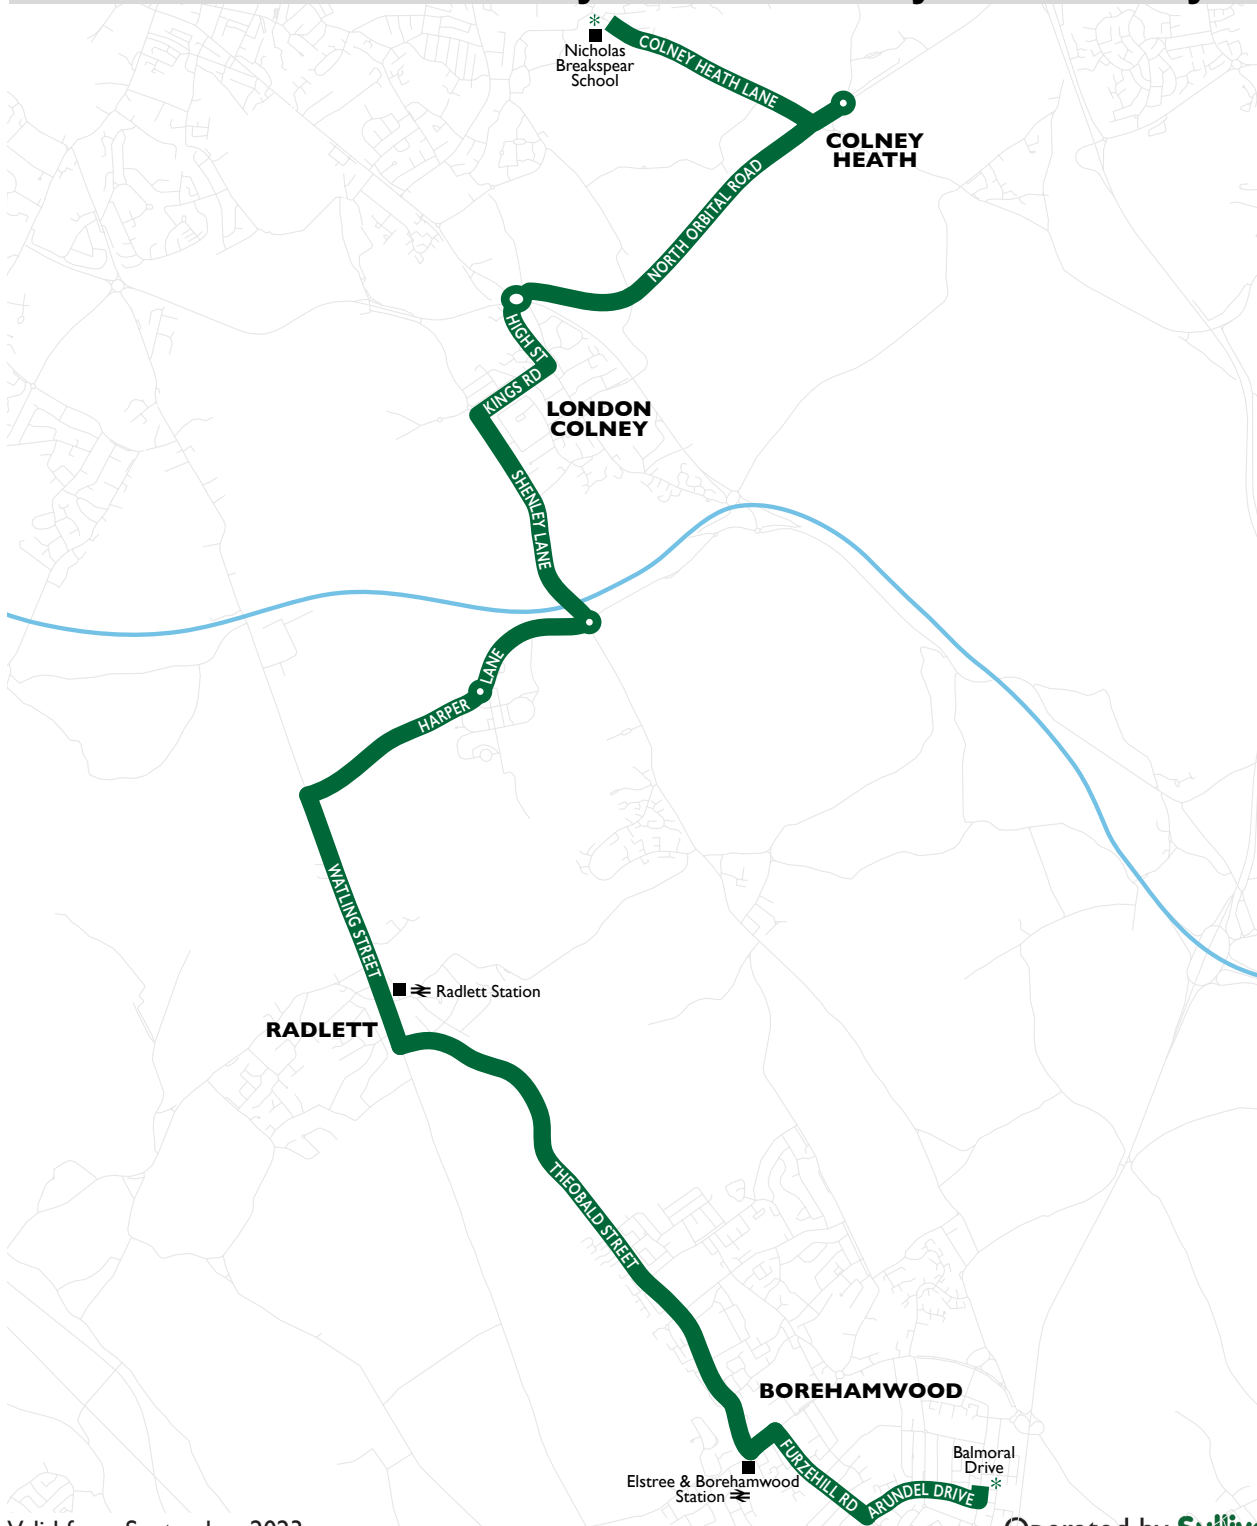 *
Nicholas
Breakspear
School
COLNEY HEATH LANE
COLNEY
HEATH
NORTH ORBITAL ROAD
HIGH ST
KINGS RD
LONDON
COLNEY
SHENLEY LANE
HARPER LANE
WATLING STREET
Radlett Station
RADLETT
THEOBALD STREET
BOREHAMWOOD
Elstree & Borehamwood
Station
FURZEHILL RD
ARUNDEL DRIVE
Balmoral
Drive *
Operated by